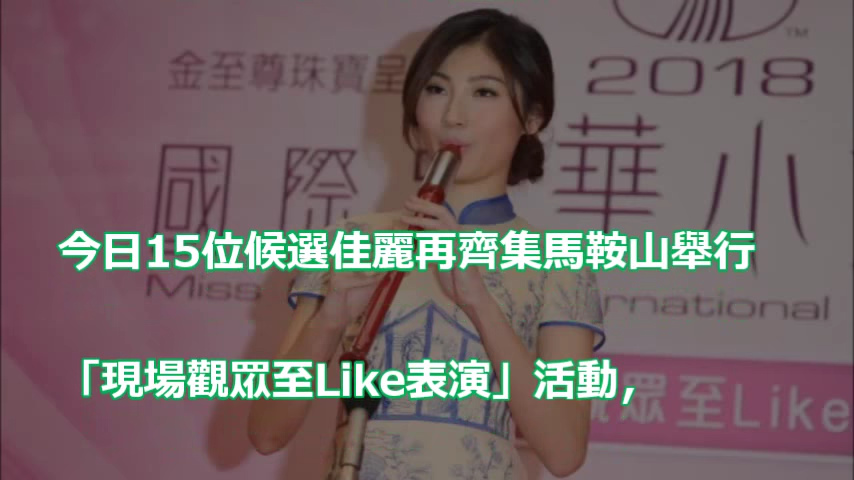 金至尊珠寶呈
TM
2018
國際
華小
Miss
rnational
今日15位候選佳麗再齊集馬鞍山舉行
「現場觀眾至Like表演」活動，
眾至Like